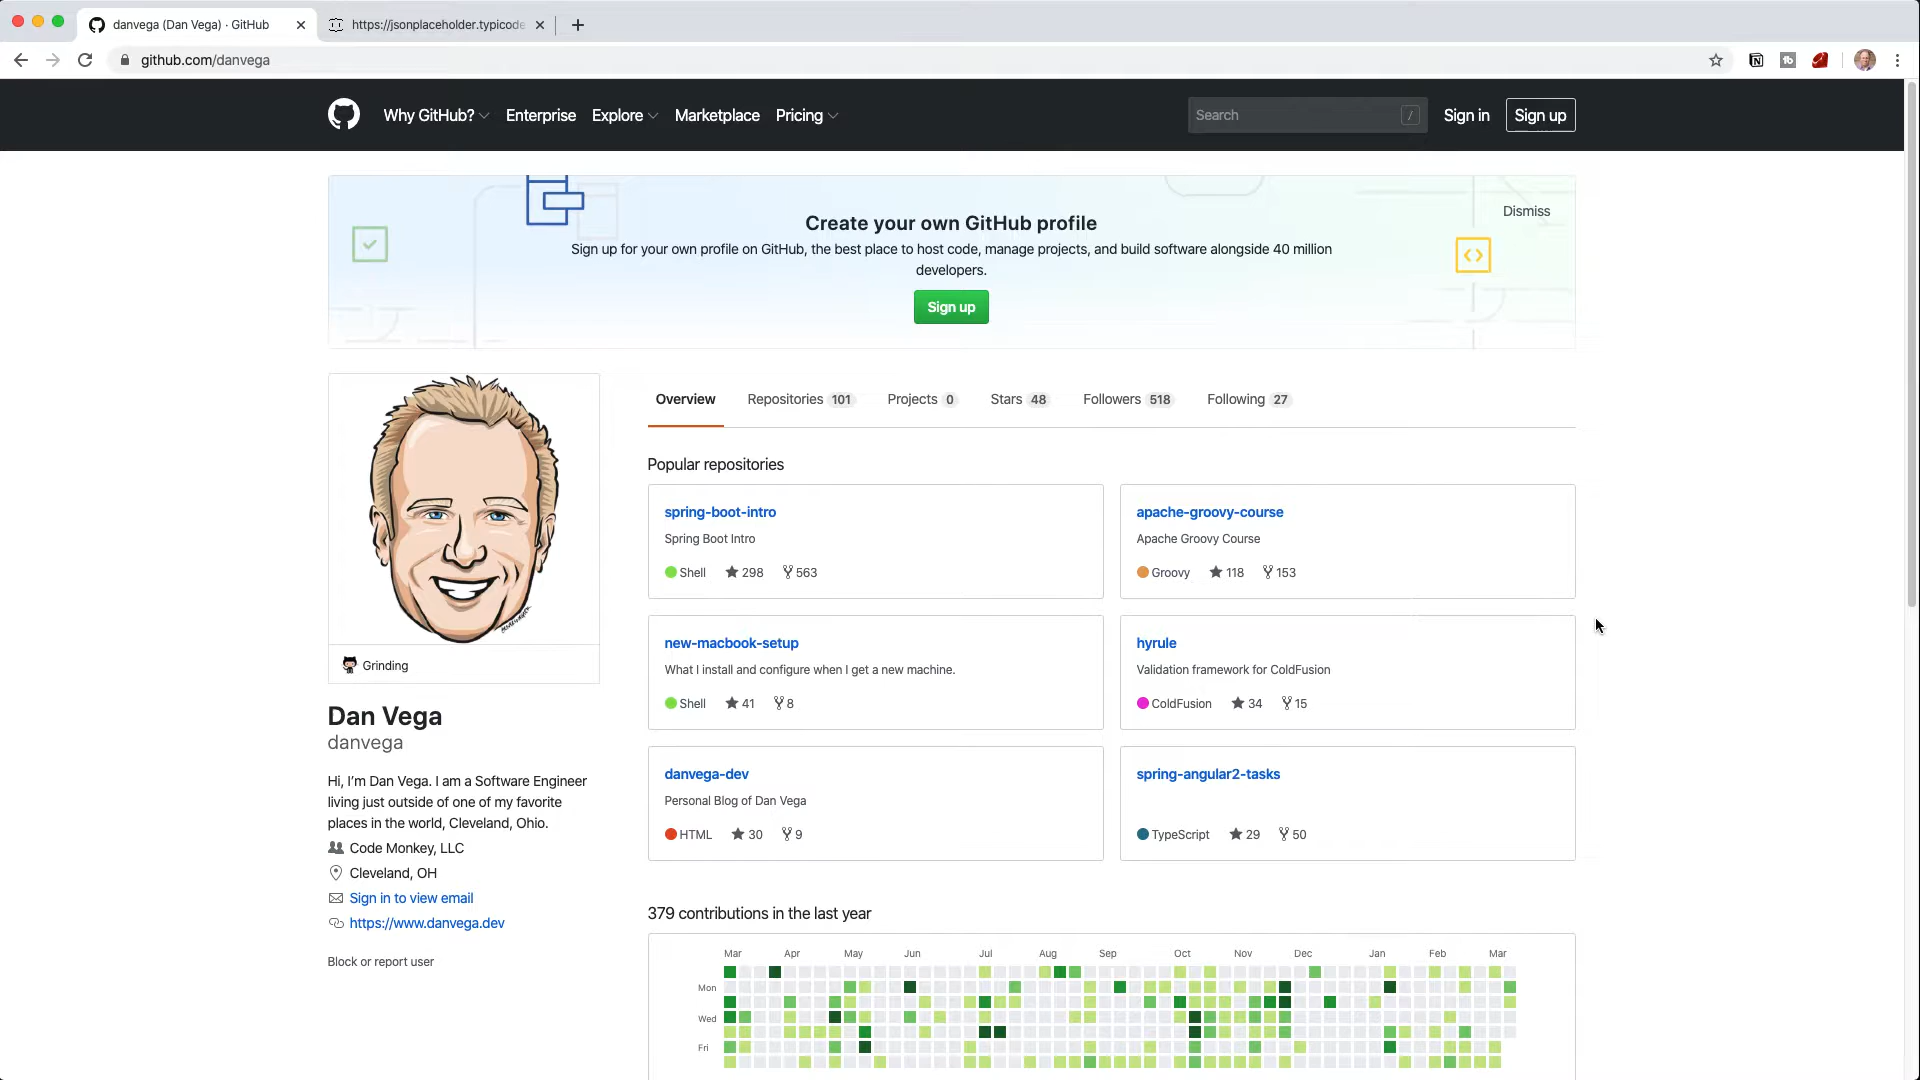 danvega (Dan Vega) · GitHub
https://jsonplaceholder.typicode
github.com/danvega
Why GitHub?
Enterprise
Explore
Marketplace
Pricing
Search
/
Sign in
Sign up
Create your own GitHub profile
Dismiss
Sign up for your own profile on GitHub, the best place to host code, manage projects, and build software alongside 40 million
developers.
Sign up
Overview
Repositories 101
Projects 0
Stars 48
Followers 518
Following 27
Popular repositories
spring-boot-intro
Spring Boot Intro
Shell 298 563
apache-groovy-course
Apache Groovy Course
Groovy 118 153
new-macbook-setup
What I install and configure when I get a new machine.
Shell 41 8
hyrule
Validation framework for ColdFusion
ColdFusion 34 15
danvega-dev
Personal Blog of Dan Vega
HTML 30 9
spring-angular2-tasks
TypeScript 29 50
Grinding
Dan Vega
danvega
Hi, I'm Dan Vega. I am a Software Engineer
living just outside of one of my favorite
places in the world, Cleveland, Ohio.
Code Monkey, LLC
Cleveland, OH
Sign in to view email
https://www.danvega.dev
Block or report user
379 contributions in the last year
Mar Apr May Jun Jul Aug Sep Oct Nov Dec Jan Feb Mar
Mon
Wed
Fri